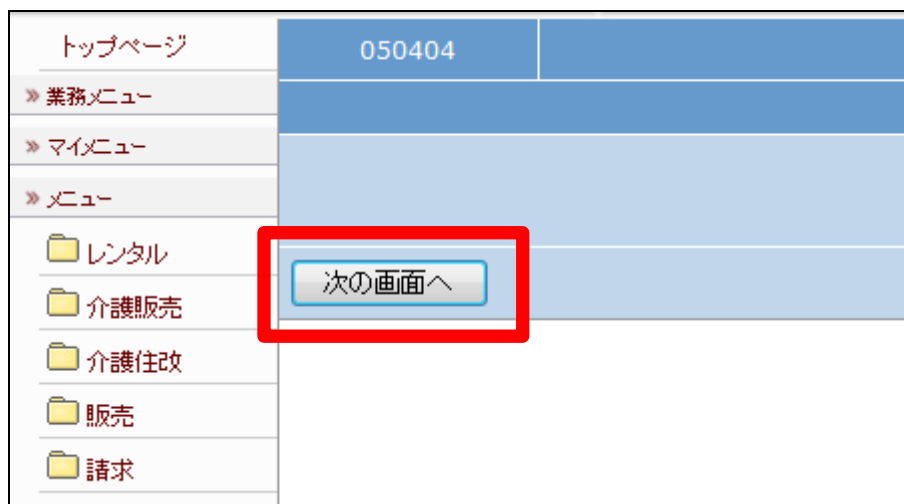 トップページ
050404
» 業務メニュー
» マイメニュー
» メニュー
レンタル
次の画面へ
介護販売
介護住改
販売
請求